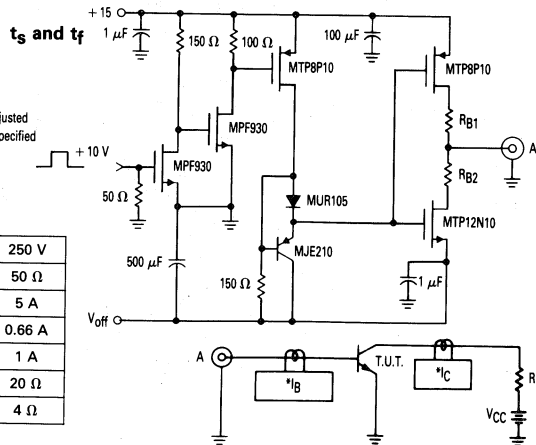 ts and tf
+ 15
1 μF
150 Ω
100 Ω
100 μF
MTP8P10
MTP8P10
MPF930
RB1
justed
pecified
+ 10 V
MPF930
A
50 Ω
MUR105
RB2
MTP12N10
500 μF
MJE210
150 Ω
1 μF
Voff
250 V
50 Ω
5 A
0.66 A
1 A
20 Ω
4 Ω
A
*IB
T.U.T.
*IC
R
VCC